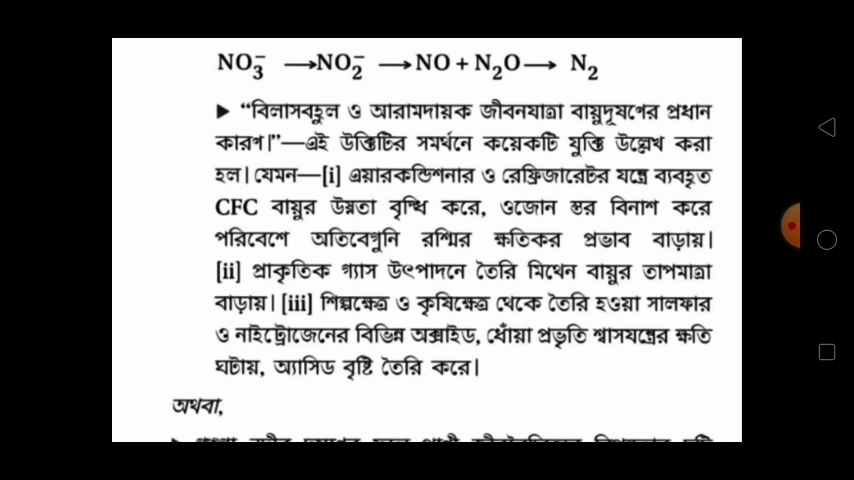 NO₃⁻ ⟶NO₂⁻ ⟶NO + N₂O⟶ N₂
▶ “বিলাসবহুল ও আরামদায়ক জীবনযাত্রা বায়ুদূষণের প্রধান
কারণ।”—এই উক্তিটির সমর্থনে কয়েকটি যুক্তি উল্লেখ করা
হল। যেমন—[i] এয়ারকন্ডিশনার ও রেফ্রিজারেটর যন্ত্রে ব্যবহৃত
CFC বায়ুর উষ্ণতা বৃদ্ধি করে, ওজোন স্তর বিনাশ করে
পরিবেশে অতিবেগুনি রশ্মির ক্ষতিকর প্রভাব বাড়ায়।
[ii] প্রাকৃতিক গ্যাস উৎপাদনে তৈরি মিথেন বায়ুর তাপমাত্রা
বাড়ায়। [iii] শিল্পক্ষেত্র ও কৃষিক্ষেত্র থেকে তৈরি হওয়া সালফার
ও নাইট্রোজেনের বিভিন্ন অক্সাইড, ধোঁয়া প্রভৃতি শ্বাসযন্ত্রের ক্ষতি
ঘটায়, অ্যাসিড বৃষ্টি তৈরি করে।
অথবা,